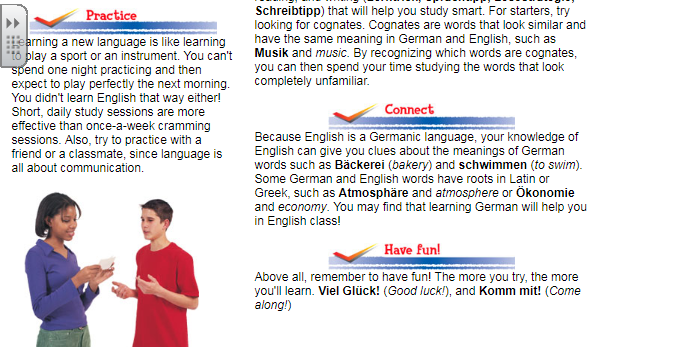 Practice
Learning a new language is like learning
to play a sport or an instrument. You can't
spend one night practicing and then
expect to play perfectly the next morning.
You didn't learn English that way either!
Short, daily study sessions are more
effective than once-a-week cramming
sessions. Also, try to practice with a
friend or a classmate, since language is
all about communication.
Schreibtipp) that will help you study smart. For starters, try
looking for cognates. Cognates are words that look similar and
have the same meaning in German and English, such as
Musik and music. By recognizing which words are cognates,
you can then spend your time studying the words that look
completely unfamiliar.
Connect
Because English is a Germanic language, your knowledge of
English can give you clues about the meanings of German
words such as Bäckerei (bakery) and schwimmen (to swim).
Some German and English words have roots in Latin or
Greek, such as Atmosphäre and atmosphere or Ökonomie
and economy. You may find that learning German will help you
in English class!
Have fun!
Above all, remember to have fun! The more you try, the more
you'll learn. Viel Glück! (Good luck!), and Komm mit! (Come
along!)